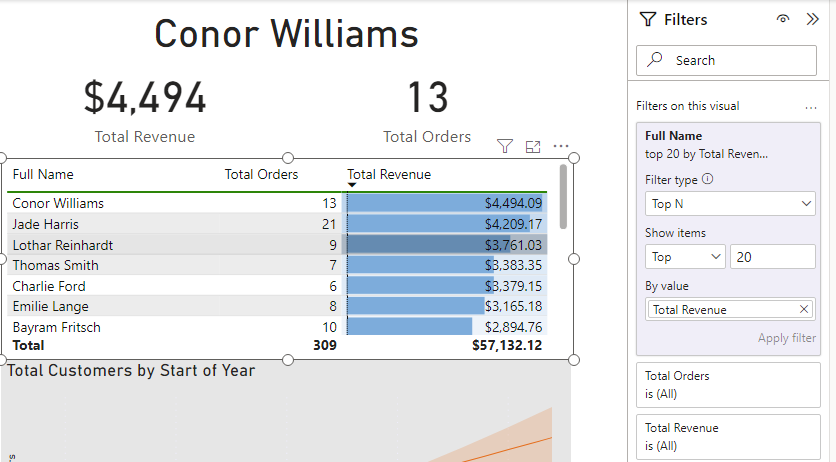 Conor Williams
$4,494
13
Total Revenue
Total Orders
Full Name Total Orders Total Revenue
Conor Williams 13 $4,494.09
Jade Harris 21 $4,209.17
Lothar Reinhardt 9 $3,761.03
Thomas Smith 7 $3,383.35
Charlie Ford 6 $3,379.15
Emilie Lange 8 $3,165.18
Bayram Fritsch 10 $2,894.76
Total 309 $57,132.12
Total Customers by Start of Year
Filters
Search
Filters on this visual
Full Name
top 20 by Total Reven...
Filter type
Top N
Show items
Top 20
By value
Total Revenue
Apply filter
Total Orders
is (All)
Total Revenue
is (All)